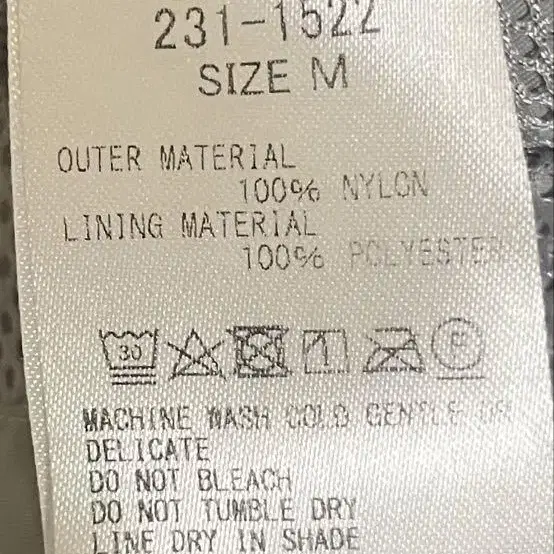 231-1522
SIZE M
OUTER MATERIAL
100% NYLON
LINING MATERIAL
100% POLYESTER
30
F
MACHINE WASH COLD GENTLE OR
DELICATE
DO NOT BLEACH
DO NOT TUMBLE DRY
LINE DRY IN SHADE